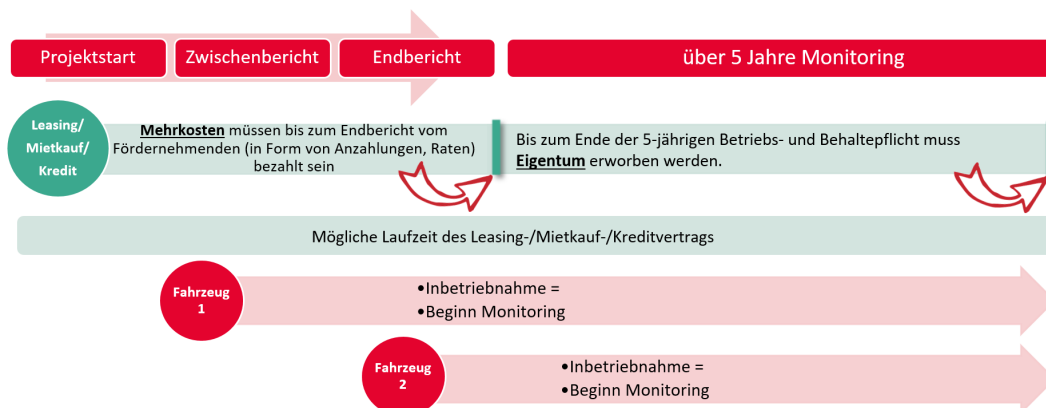 Projektstart
Zwischenbericht
Endbericht
über 5 Jahre Monitoring
Leasing/
Mietkauf/
Kredit
Mehrkosten müssen bis zum Endbericht vom
Fördernehmenden (in Form von Anzahlungen, Raten)
bezahlt sein
Bis zum Ende der 5-jährigen Betriebs- und Behaltepflicht muss
Eigentum erworben werden.
Mögliche Laufzeit des Leasing-/Mietkauf-/Kreditvertrags
Fahrzeug
1
•Inbetriebnahme =
•Beginn Monitoring
Fahrzeug
2
•Inbetriebnahme =
•Beginn Monitoring